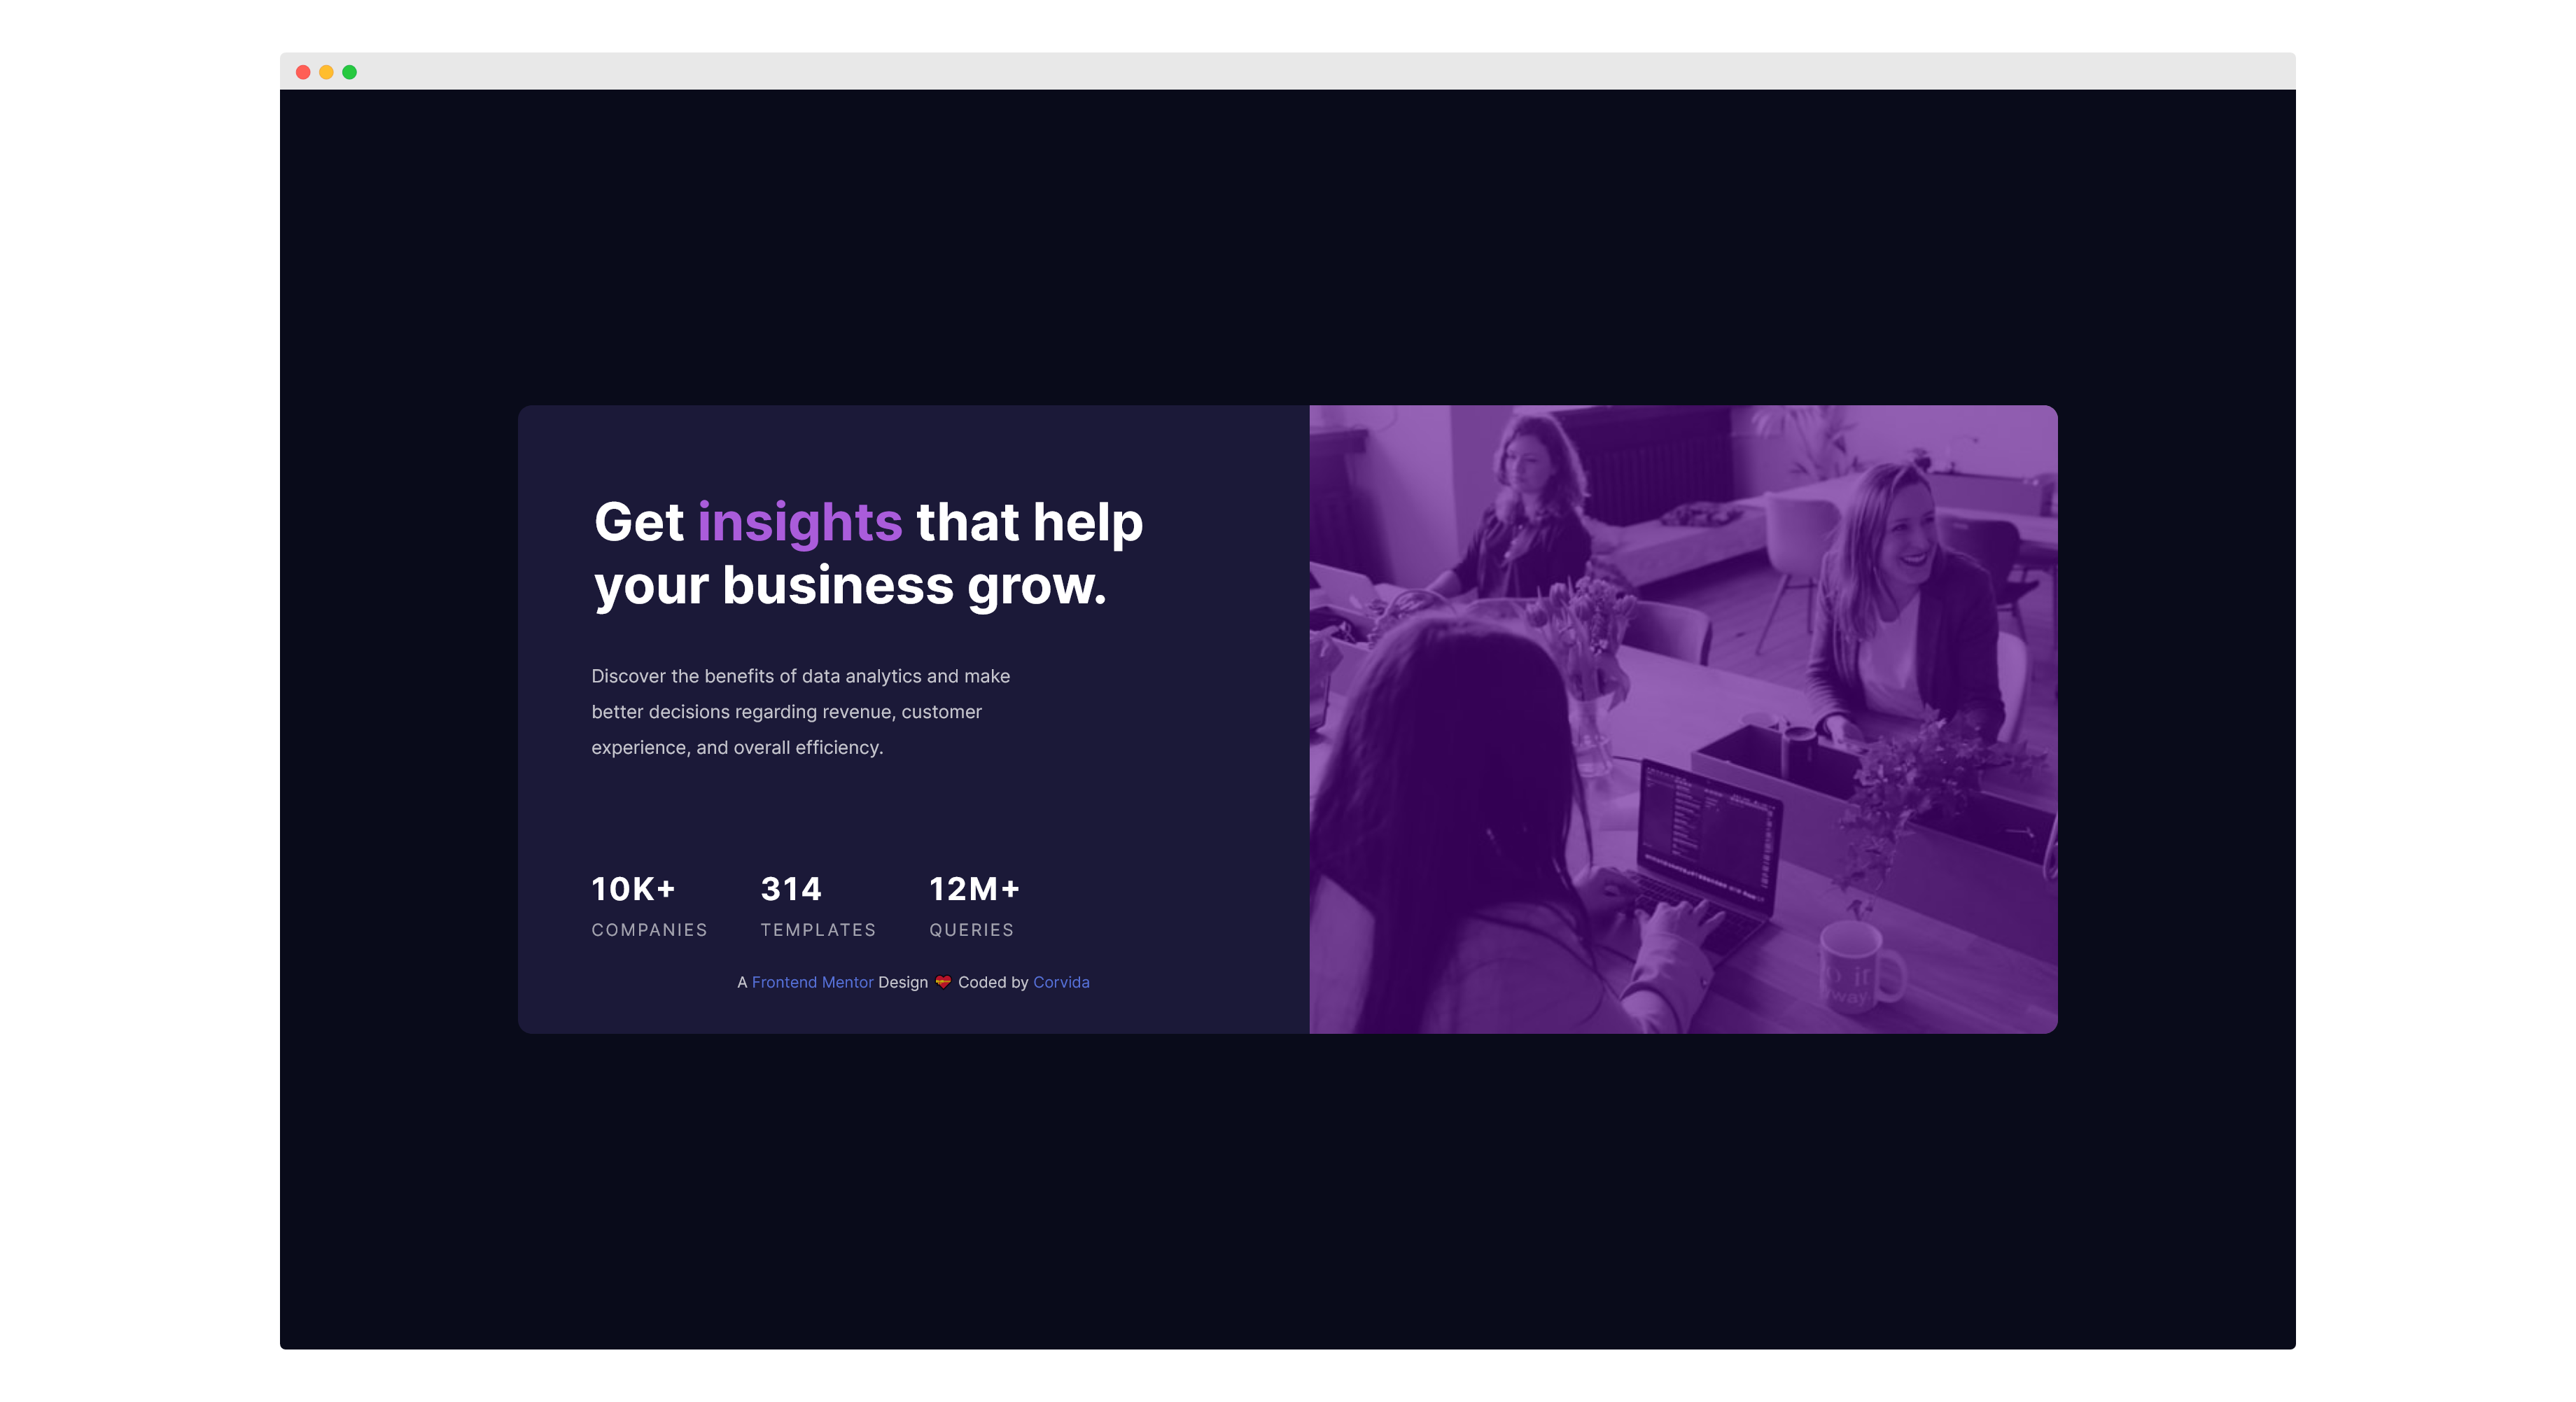 Get insights that help
your business grow.
Discover the benefits of data analytics and make
better decisions regarding revenue, customer
experience, and overall efficiency.
10K+ 314 12M+
COMPANIES TEMPLATES QUERIES
A Frontend Mentor Design ❤️ Coded by Corvida